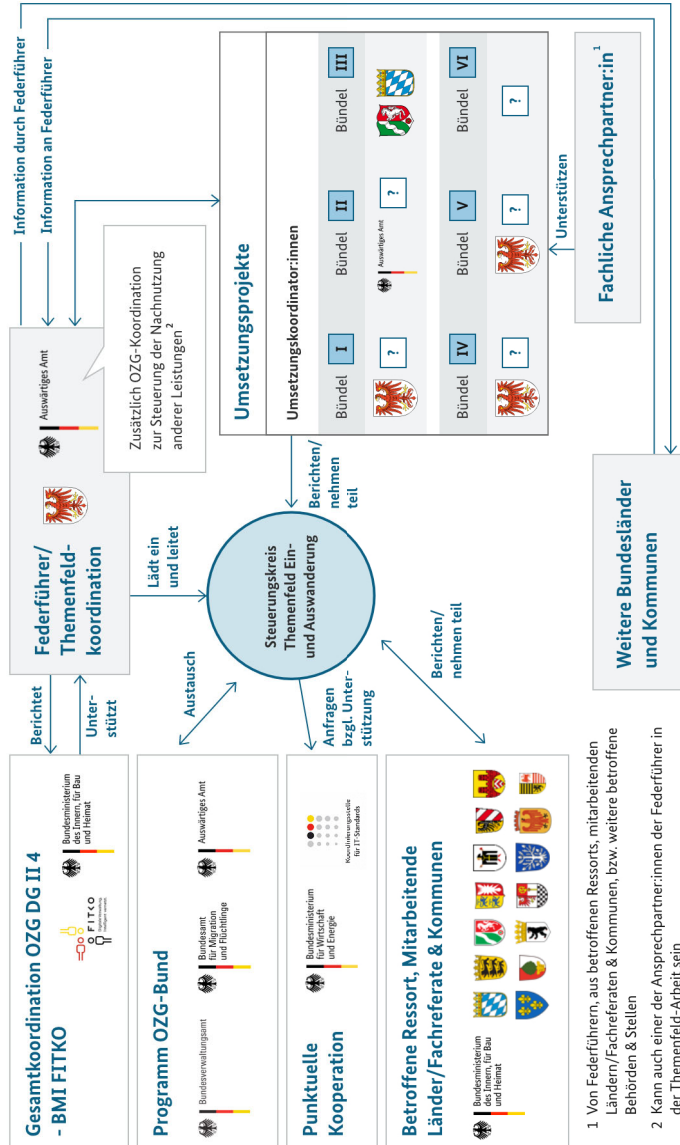 Gesamtkoordination OZG DG II 4
- BMI FITKO
FITKO
Bundesministerium
des Innern, für Bau
und Heimat
Berichtet
Unter-
stützt
Federführer/
Themenfeld-
koordination
Auswärtiges Amt
Information durch Federführer
Information an Federführer
Zusätzlich OZG-Koordination
zur Steuerung der Nachnutzung
anderer Leistungen 2
Programm OZG-Bund
Bundesverwaltungsamt
Bundesamt
für Migration
und Flüchtlinge
Auswärtiges Amt
Austausch
Lädt ein
und leitet
Steuerungskreis
Themenfeld Ein-
und Auswanderung
Berichten/
nehmen
teil
Umsetzungsprojekte
Umsetzungskoordinator:innen
Bündel I
Bündel II
Bündel III
?
Auswärtiges Amt
?
Bündel IV
Bündel V
Bündel VI
?
?
?
Unterstützen
Fachliche Ansprechpartner:in 1
Punktuelle
Kooperation
Bundesministerium
für Wirtschaft
und Energie
Koordinierungsstelle
für IT-Standards
Anfragen
bzgl. Unter-
stützung
Betroffene Ressort, Mitarbeitende
Länder/Fachreferate & Kommunen
Bundesministerium
des Innern, für Bau
und Heimat
Berichten/
nehmen teil
Weitere Bundesländer
und Kommunen
1 Von Federführern, aus betroffenen Ressorts, mitarbeitenden
Ländern/Fachreferaten & Kommunen, bzw. weitere betroffene
Behörden & Stellen
2 Kann auch einer der Ansprechpartner:innen der Federführer in
der Themenfeld-Arbeit sein